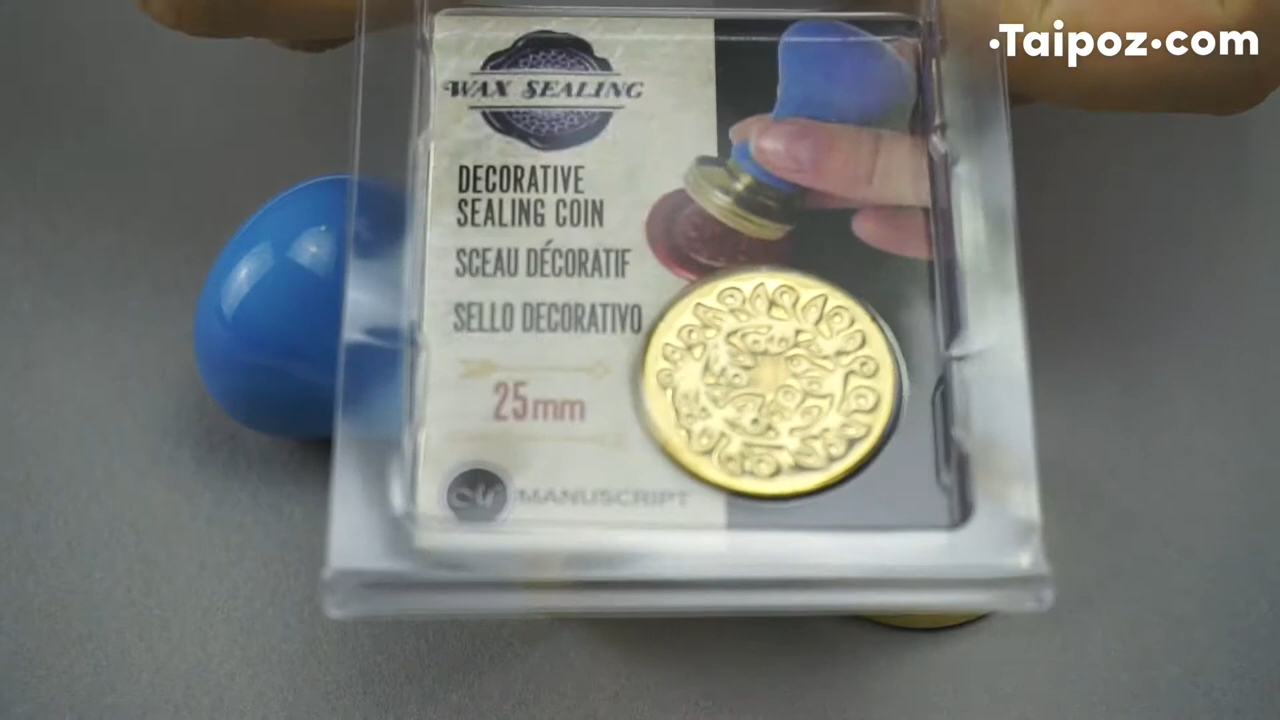 ·Taipoz·com
WAX SEALING
DECORATIVE
SEALING COIN
SCEAU DÉCORATIF
SELLO DECORATIVO
25mm
MANUSCRIPT